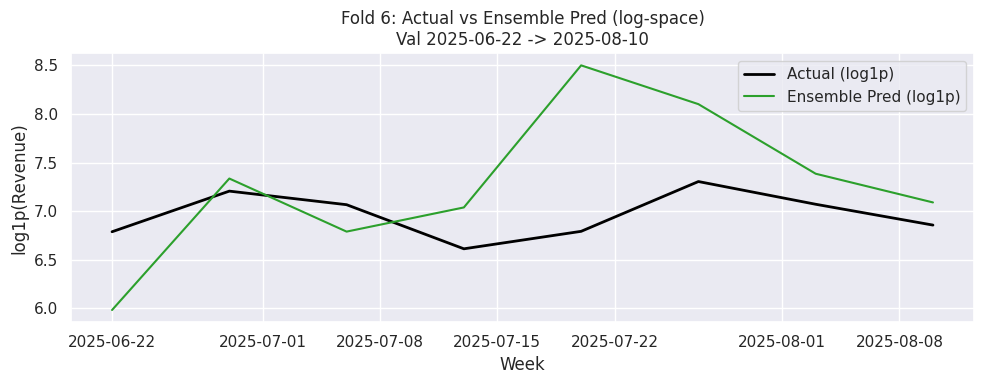 Fold 6: Actual vs Ensemble Pred (log-space)
Val 2025-06-22 -> 2025-08-10
Actual (log1p)
Ensemble Pred (log1p)
log1p(Revenue)
8.5
8.0
7.5
7.0
6.5
6.0
2025-06-22
2025-07-01
2025-07-08
2025-07-15
2025-07-22
2025-08-01
2025-08-08
Week